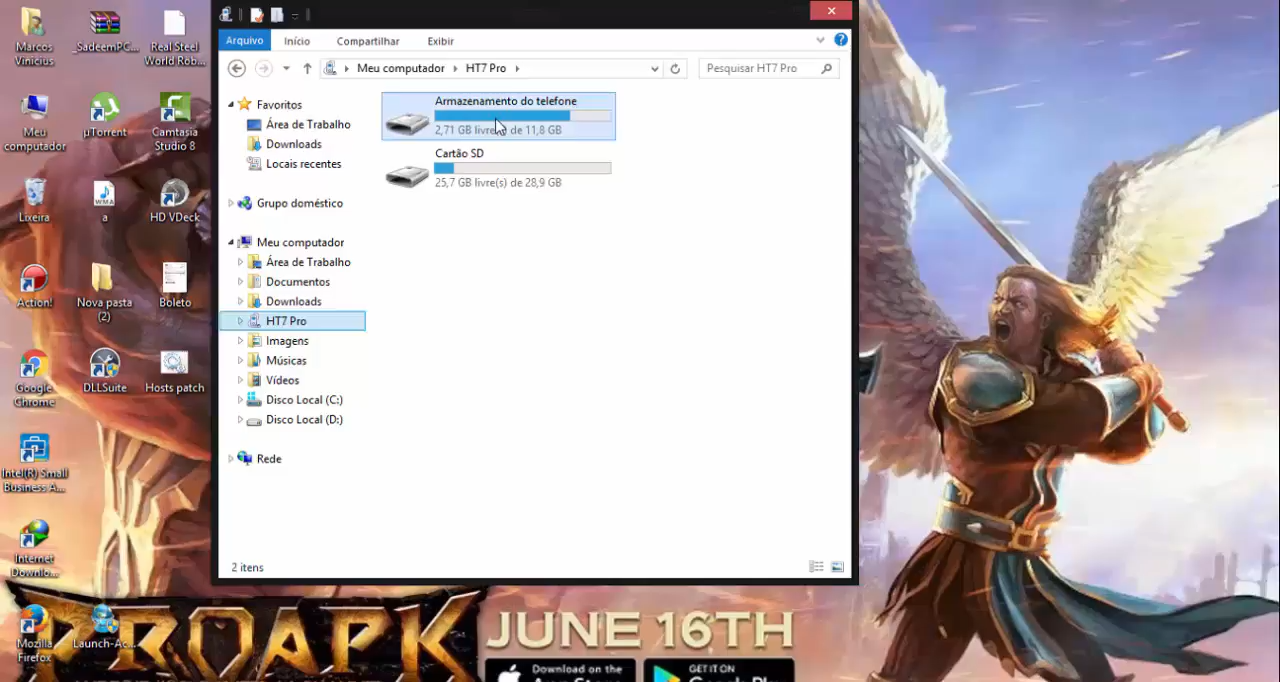 Arquivo Início Compartilhar Exibir
Meu computador HT7 Pro
Pesquisar HT7 Pro
Favoritos
Área de Trabalho
Downloads
Locais recentes
Grupo doméstico
Meu computador
Área de Trabalho
Documentos
Downloads
HT7 Pro
Imagens
Músicas
Vídeos
Disco Local (C:)
Disco Local (D:)
Rede
Armazenamento do telefone
2,71 GB de 11,8 GB
Cartão SD
25,7 GB livre(s) de 28,9 GB
2 itens
Marcos
Vinicius
_SadeemPC...
Real Steel
World Rob...
Meu
computador
µTorrent
Camtasia
Studio 8
Lixeira
WMA
a
HD VDeck
Action!
Nova pasta
(2)
Boleto
Google
Chrome
DLLSuite
Hosts patch
Intel(R) Small
Business A...
Internet
Downlo...
Mozilla
Firefox
Launch-Ac...
PROAPK
JUNE 16TH
Download on the
GET IT ON